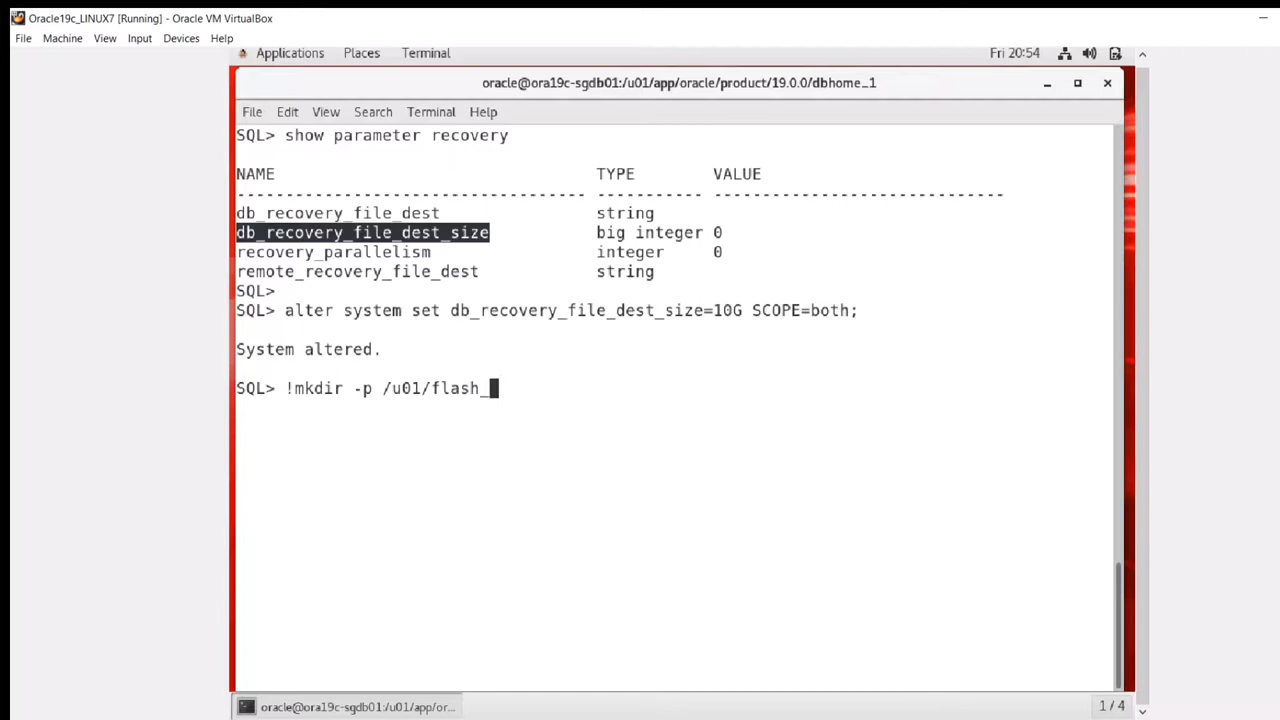 Oracle19c_LINUX7 [Running] - Oracle VM VirtualBox
File Machine View Input Devices Help
Applications Places Terminal Fri 20:54
oracle@ora19c-sgdb01:/u01/app/oracle/product/19.0.0/dbhome_1
File Edit View Search Terminal Help
SQL> show parameter recovery
NAME TYPE VALUE
------------------------------------ ----------- ------------------------------
db_recovery_file_dest string
db_recovery_file_dest_size big integer 0
recovery_parallelism integer 0
remote_recovery_file_dest string
SQL>
SQL> alter system set db_recovery_file_dest_size=10G SCOPE=both;
System altered.
SQL> !mkdir -p /u01/flash_
oracle@ora19c-sgdb01:/u01/app/or... 1 / 4